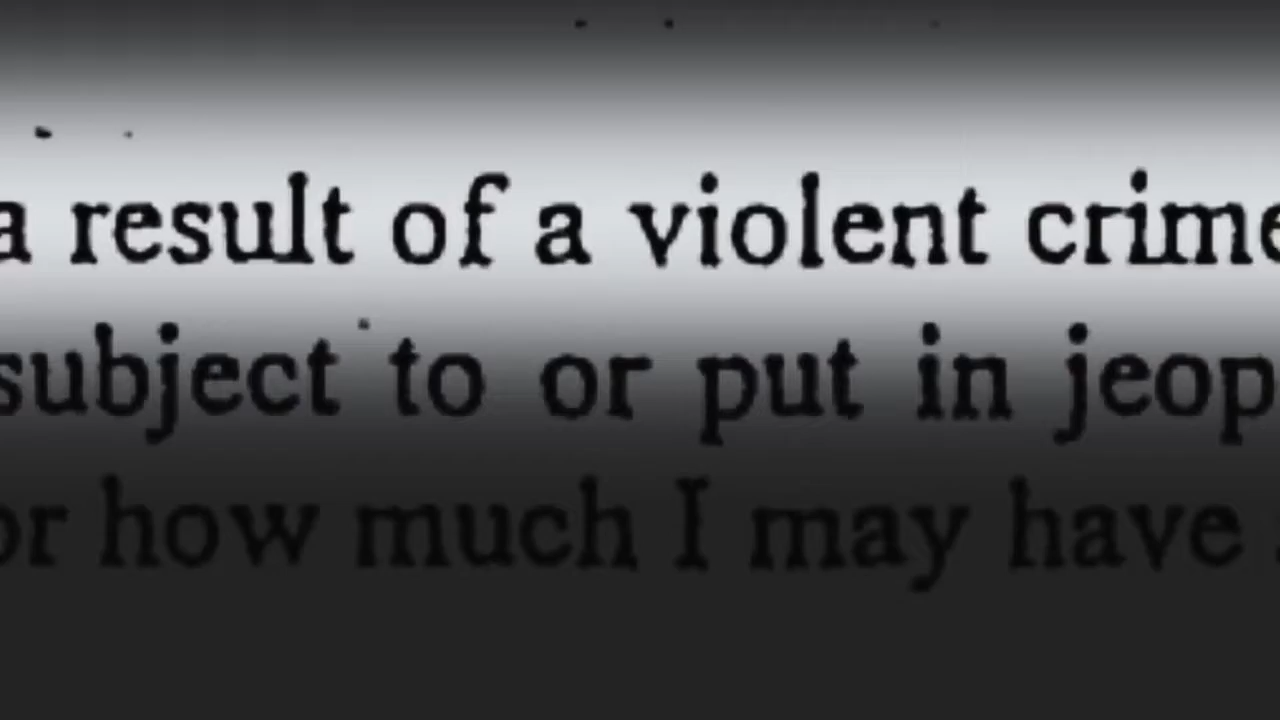 a result of a violent crime
subject to or put in jeop
or how much I may have